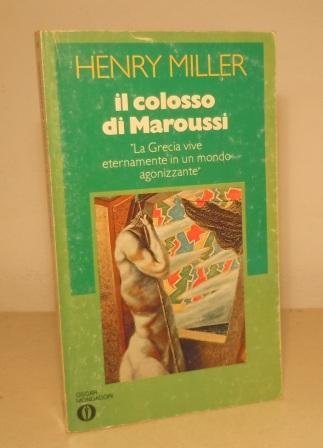 HENRY MILLER
il colosso
di Maroussi
"La Grecia vive
eternamente in un mondo
agonizzante"
OSCAR
MONDADORI